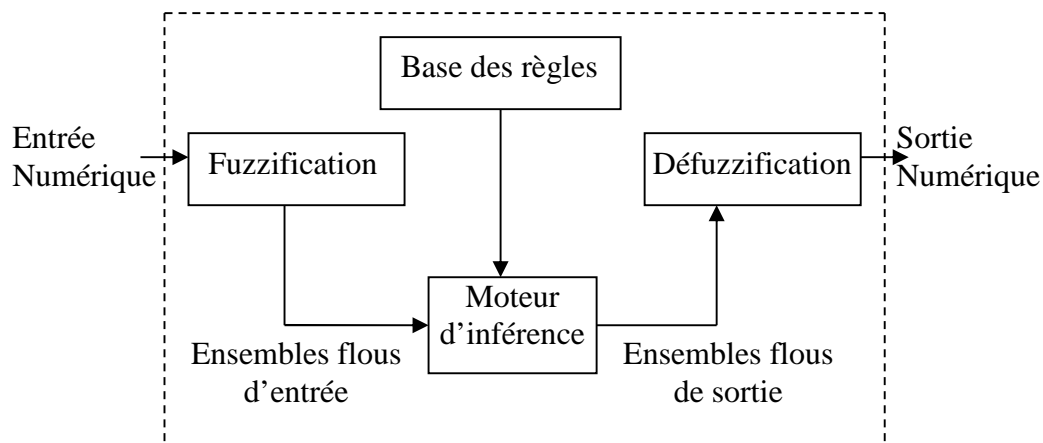 Base des règles
Entrée
Numérique
Fuzzification
Défuzzification
Sortie
Numérique
Moteur
d’inférence
Ensembles flous
d’entrée
Ensembles flous
de sortie